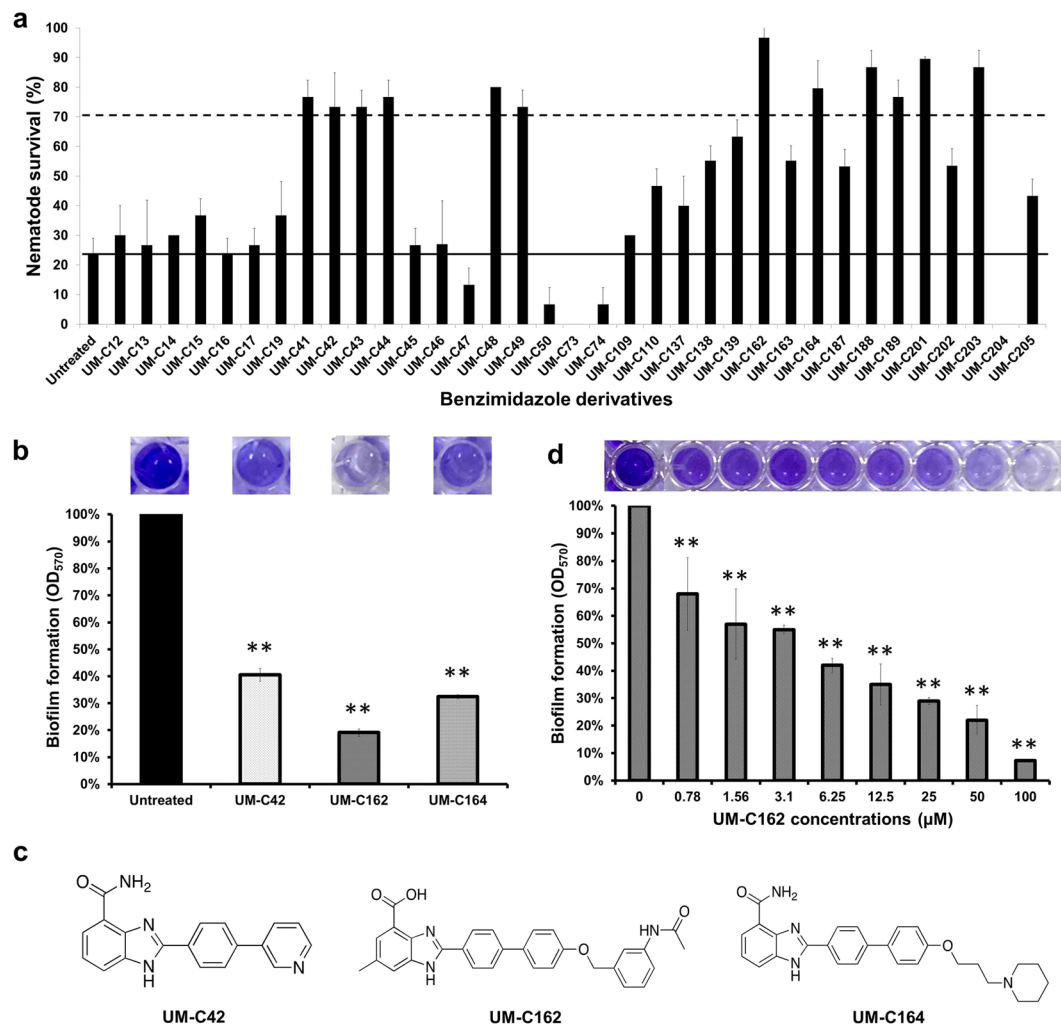 a
Nematode survival (%)
100
90
80
70
60
50
40
30
20
10
0
Untreated
UM-C12
UM-C13
UM-C14
UM-C15
UM-C16
UM-C17
UM-C19
UM-C41
UM-C42
UM-C43
UM-C44
UM-C45
UM-C46
UM-C47
UM-C48
UM-C49
UM-C50
UM-C73
UM-C74
UM-C109
UM-C110
UM-C137
UM-C138
UM-C139
UM-C162
UM-C163
UM-C164
UM-C187
UM-C188
UM-C189
UM-C201
UM-C202
UM-C203
UM-C204
UM-C205
Benzimidazole derivatives
b
Biofilm formation (OD570)
100%
90%
80%
70%
60%
50%
40%
30%
20%
10%
0%
**
**
**
Untreated
UM-C42
UM-C162
UM-C164
d
Biofilm formation (OD570)
100%
90%
80%
70%
60%
50%
40%
30%
20%
10%
0%
**
**
**
**
**
**
**
**
0
0.78
1.56
3.1
6.25
12.5
25
50
100
UM-C162 concentrations (µM)
c
O
NH2
N
N
H
N
UM-C42
O
OH
N
N
H
O
HN
O
UM-C162
O
NH2
N
N
H
O
N
UM-C164